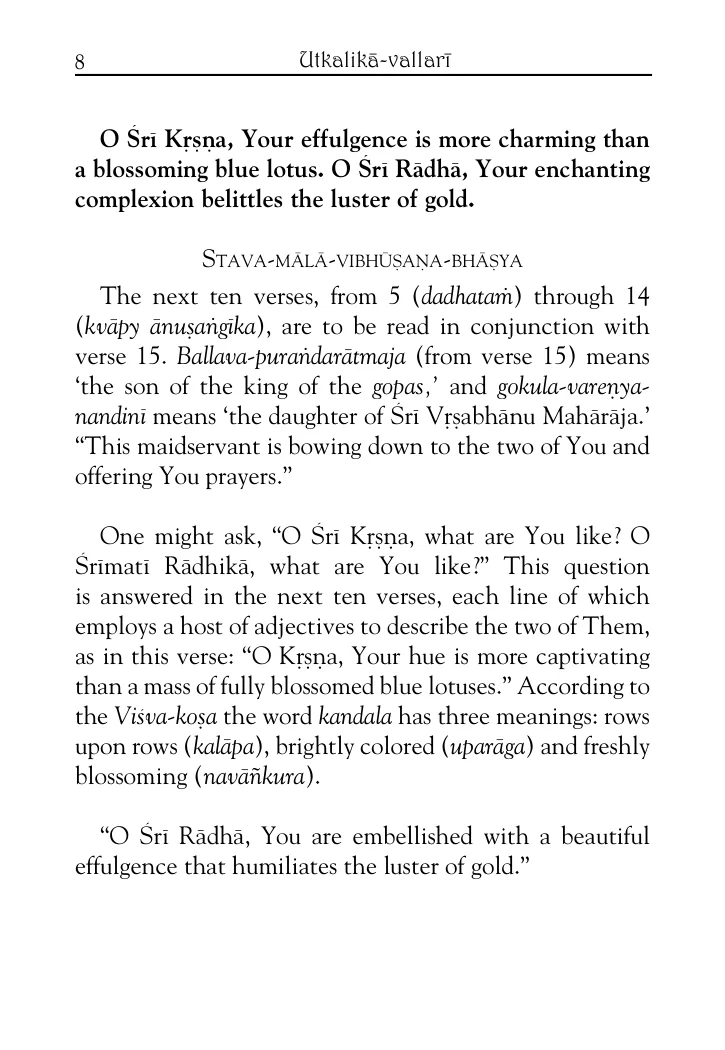 8
Utkalikā-vallarī
O Śrī Kṛṣṇa, Your effulgence is more charming than
a blossoming blue lotus. O Śrī Rādhā, Your enchanting
complexion belittles the luster of gold.
Stava-mālā-vibhūṣaṇa-bhāṣya
The next ten verses, from 5 (dadhataṁ) through 14
(kvāpy ānuṣaṅgīka), are to be read in conjunction with
verse 15. Ballava-puraṅdarātmaja (from verse 15) means
‘the son of the king of the gopas,’ and gokula-vareṇya-
nandinī means ‘the daughter of Śrī Vṛṣabhānu Mahārāja.’
“This maidservant is bowing down to the two of You and
offering You prayers.”
One might ask, “O Śrī Kṛṣṇa, what are You like? O
Śrīmatī Rādhikā, what are You like?” This question
is answered in the next ten verses, each line of which
employs a host of adjectives to describe the two of Them,
as in this verse: “O Kṛṣṇa, Your hue is more captivating
than a mass of fully blossomed blue lotuses.” According to
the Viśva-koṣa the word kandala has three meanings: rows
upon rows (kalāpa), brightly colored (uparāga) and freshly
blossoming (navāñkura).
“O Śrī Rādhā, You are embellished with a beautiful
effulgence that humiliates the luster of gold.”